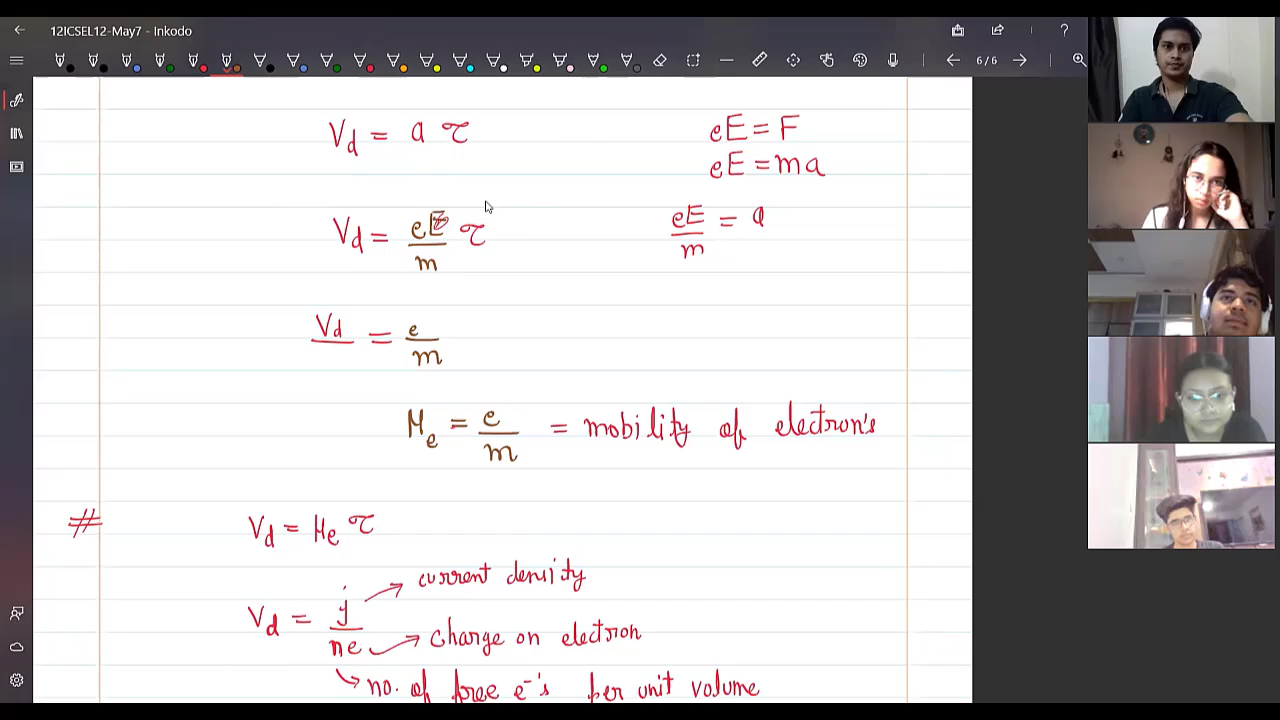 12ICSEL12-May7 - Inkodo
6/6
Vd = a τ
eE = F
eE = ma
Vd = eE/m τ
eE/m = a
Vd = e/m
μe = e/m = mobility of electron's
# Vd = μe τ
Vd = j/ne
current density
charge on electron
no. of free e⁻'s per unit volume